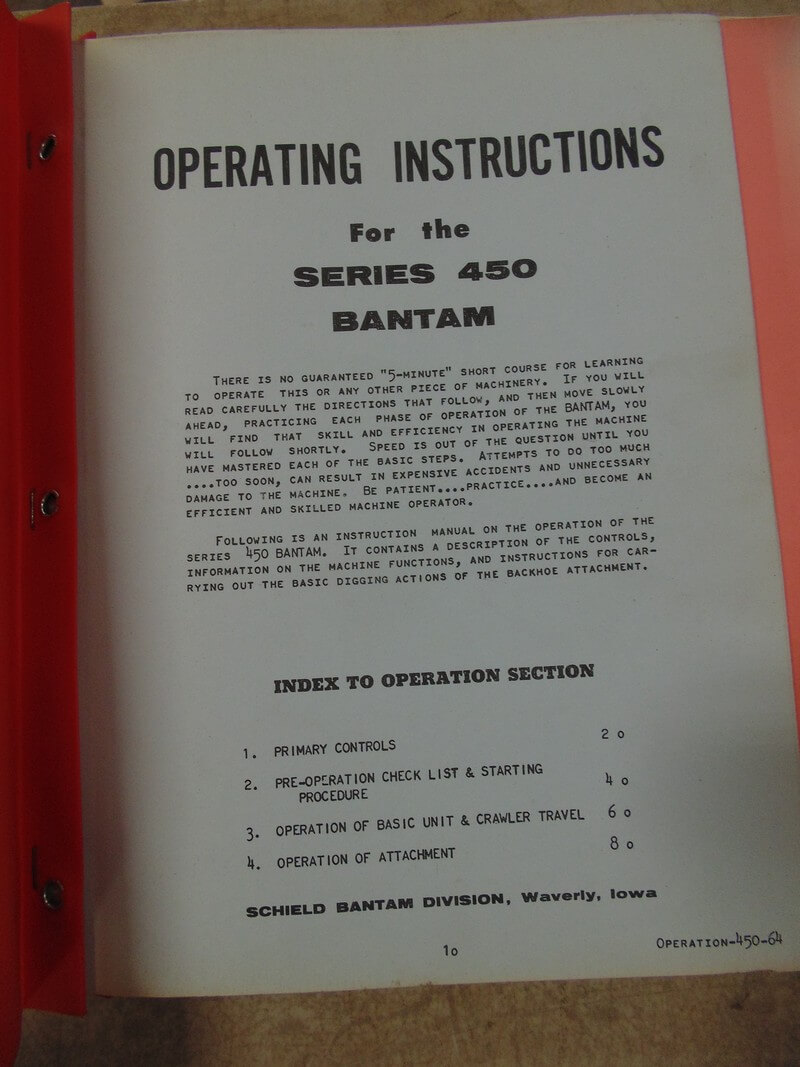 OPERATING INSTRUCTIONS
For the
SERIES 450
BANTAM
THERE IS NO GUARANTEED "5-MINUTE" SHORT COURSE FOR LEARNING
TO OPERATE THIS OR ANY OTHER PIECE OF MACHINERY. IF YOU WILL
READ CAREFULLY THE DIRECTIONS THAT FOLLOW, AND THEN MOVE SLOWLY
AHEAD, PRACTICING EACH PHASE OF OPERATION OF THE BANTAM, YOU
WILL FIND THAT SKILL AND EFFICIENCY IN OPERATING THE MACHINE
WILL FOLLOW SHORTLY. SPEED IS OUT OF THE QUESTION UNTIL YOU
HAVE MASTERED EACH OF THE BASIC STEPS. ATTEMPTS TO DO TOO MUCH
....TOO SOON, CAN RESULT IN EXPENSIVE ACCIDENTS AND UNNECESSARY
DAMAGE TO THE MACHINE. BE PATIENT....PRACTICE....AND BECOME AN
EFFICIENT AND SKILLED MACHINE OPERATOR.
FOLLOWING IS AN INSTRUCTION MANUAL ON THE OPERATION OF THE
SERIES 450 BANTAM. IT CONTAINS A DESCRIPTION OF THE CONTROLS,
INFORMATION ON THE MACHINE FUNCTIONS, AND INSTRUCTIONS FOR CAR-
RYING OUT THE BASIC DIGGING ACTIONS OF THE BACKHOE ATTACHMENT.
INDEX TO OPERATION SECTION
1. PRIMARY CONTROLS 2 o
2. PRE-OPERATION CHECK LIST & STARTING
PROCEDURE 4 o
3. OPERATION OF BASIC UNIT & CRAWLER TRAVEL 6 o
4. OPERATION OF ATTACHMENT 8 o
SCHIELD BANTAM DIVISION, Waverly, Iowa
1o
OPERATION-450-64